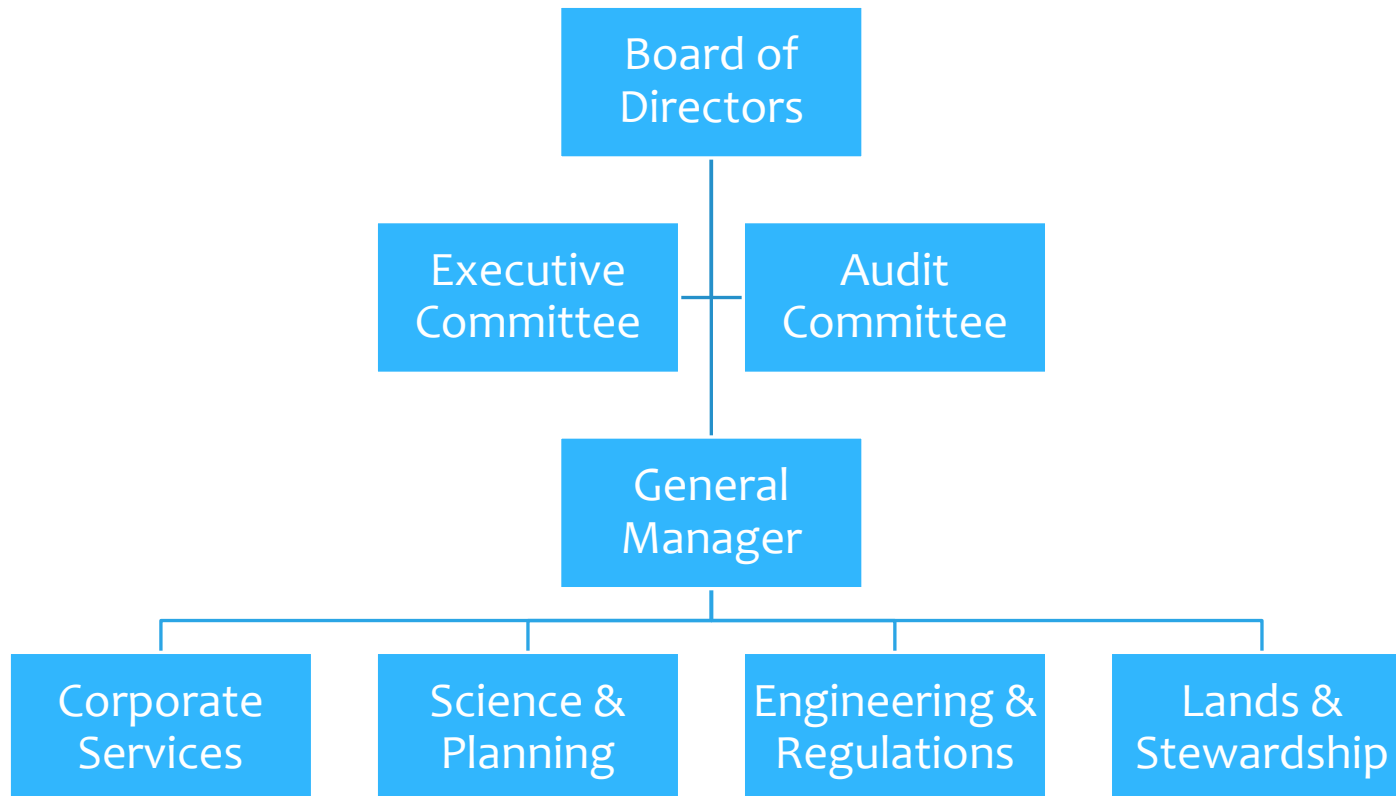 Board of
Directors
Executive
Committee
Audit
Committee
General
Manager
Corporate
Services
Science &
Planning
Engineering &
Regulations
Lands &
Stewardship